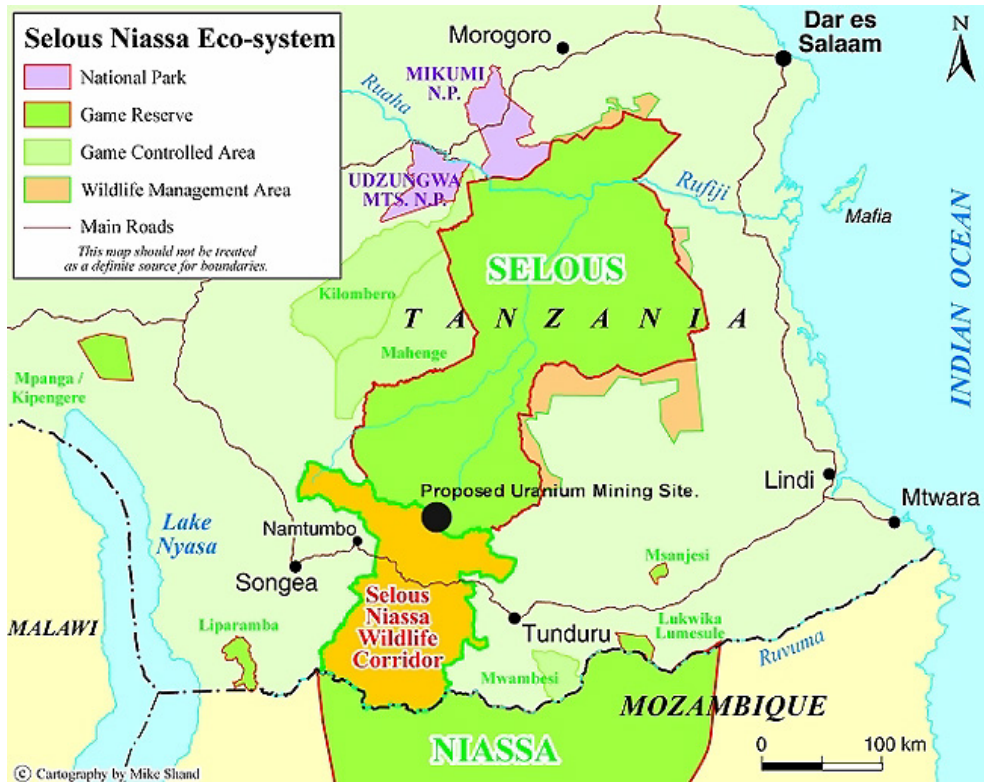 Selous Niassa Eco-system
National Park
Game Reserve
Game Controlled Area
Wildlife Management Area
Main Roads
This map should not be treated
as a definite source for boundaries.
Morogoro
Dar es
Salaam
N
MIKUMI
N.P.
Ruaha
UDZUNGWA
MTS. N.P.
Rufiji
Mafia
SELOUS
INDIAN OCEAN
Kilombero
TANZANIA
Mahenge
Mpanga /
Kipengere
Proposed Uranium Mining Site.
Lindi
Mtwara
Lake
Nyasa
Namtumbo
Songea
Msanjesi
Selous
Niassa
Wildlife
Corridor
MALAWI
Liparamba
Tunduru
Lukwika
Lumesule
Ruvuma
Mwambesi
MOZAMBIQUE
NIASSA
0 100 km
© Cartography by Mike Shand